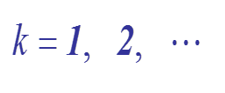 k = 1, 2, ⋯